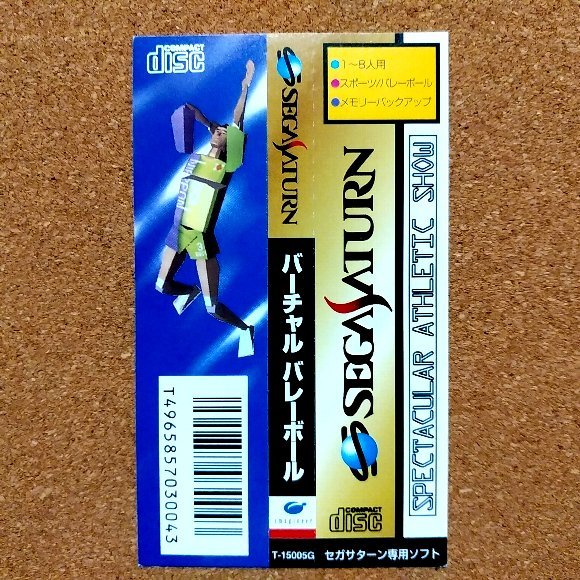 COMPACT
disc
T4965857030043
SEGA SATURN
バーチャル バレーボール
imagineer
T-15005G
1〜8人用
スポーツ/バレーボール
メモリーバックアップ
SEGA SATURN
COMPACT
disc
セガサターン専用ソフト
SPECTACULAR ATHLETIC SHOW